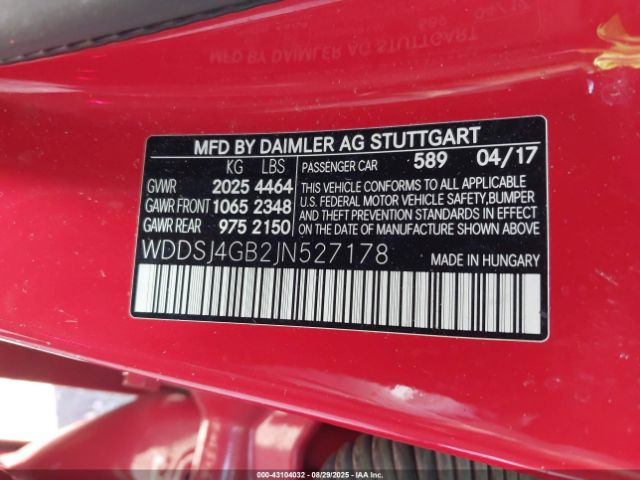 MFD BY DAIMLER AG STUTTGART
KG LBS PASSENGER CAR 589 04/17
GVWR 2025 4464
GAWR FRONT 1065 2348
GAWR REAR 975 2150
THIS VEHICLE CONFORMS TO ALL APPLICABLE
U.S. FEDERAL MOTOR VEHICLE SAFETY, BUMPER
AND THEFT PREVENTION STANDARDS IN EFFECT
ON THE DATE OF MANUFACTURE SHOWN ABOVE.
WDDSJ4GB2JN527178 MADE IN HUNGARY
000-43104032 - 08/29/2025 - IAA Inc.